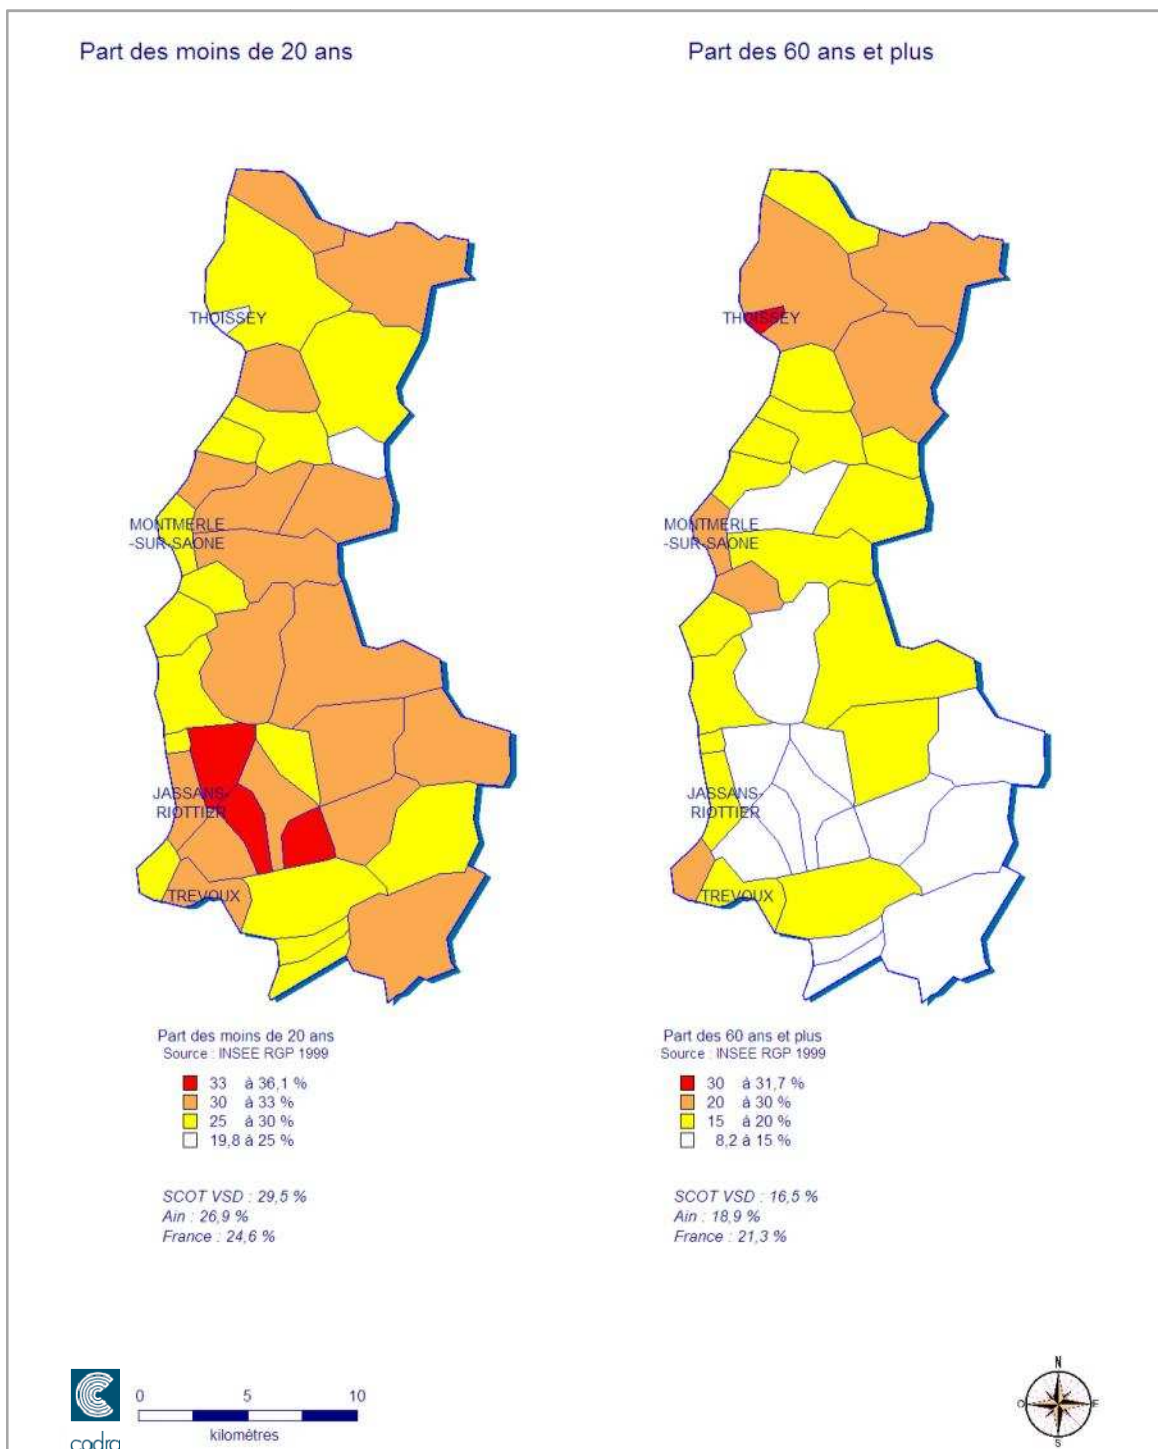 Part des moins de 20 ans
Part des 60 ans et plus
THOISSEY
THOISSEY
MONTMERLE
-SUR-SAONE
MONTMERLE
-SUR-SAONE
JASSANS-
RIOTTIER
JASSANS-
RIOTTIER
TREVOUX
TREVOUX
Part des moins de 20 ans
Source : INSEE RGP 1999
33 à 36,1 %
30 à 33 %
25 à 30 %
19,8 à 25 %
SCOT VSD : 29,5 %
Ain : 26,9 %
France : 24,6 %
Part des 60 ans et plus
Source : INSEE RGP 1999
30 à 31,7 %
20 à 30 %
15 à 20 %
8,2 à 15 %
SCOT VSD : 16,5 %
Ain : 18,9 %
France : 21,3 %
codra
0 5 10
kilomètres
N
O E
S